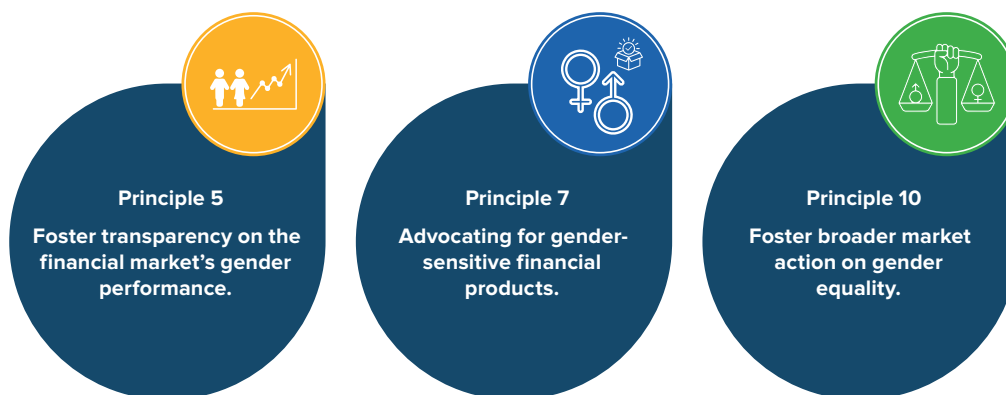 Principle 5
Foster transparency on the
financial market's gender
performance.
Principle 7
Advocating for gender-
sensitive financial
products.
Principle 10
Foster broader market
action on gender
equality.